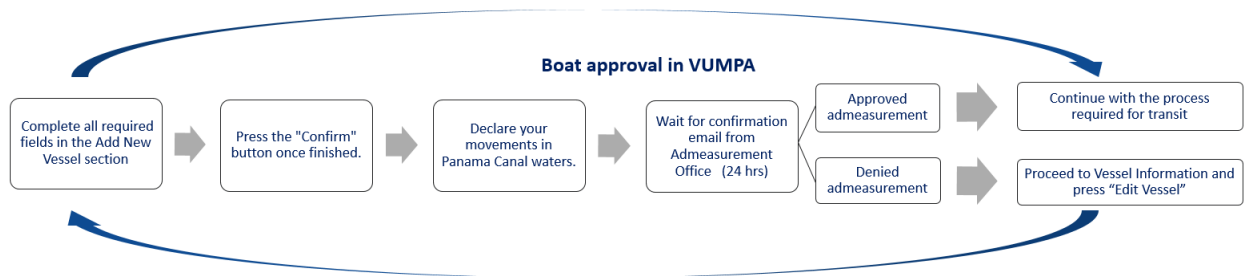 Boat approval in VUMPA
Complete all required
fields in the Add New
Vessel section
Press the "Confirm"
button once finished.
Declare your
movements in
Panama Canal waters.
Wait for confirmation
email from
Admeasurement
Office (24 hrs)
Approved
admeasurement
Continue with the process
required for transit
Denied
admeasurement
Proceed to Vessel Information and
press “Edit Vessel”